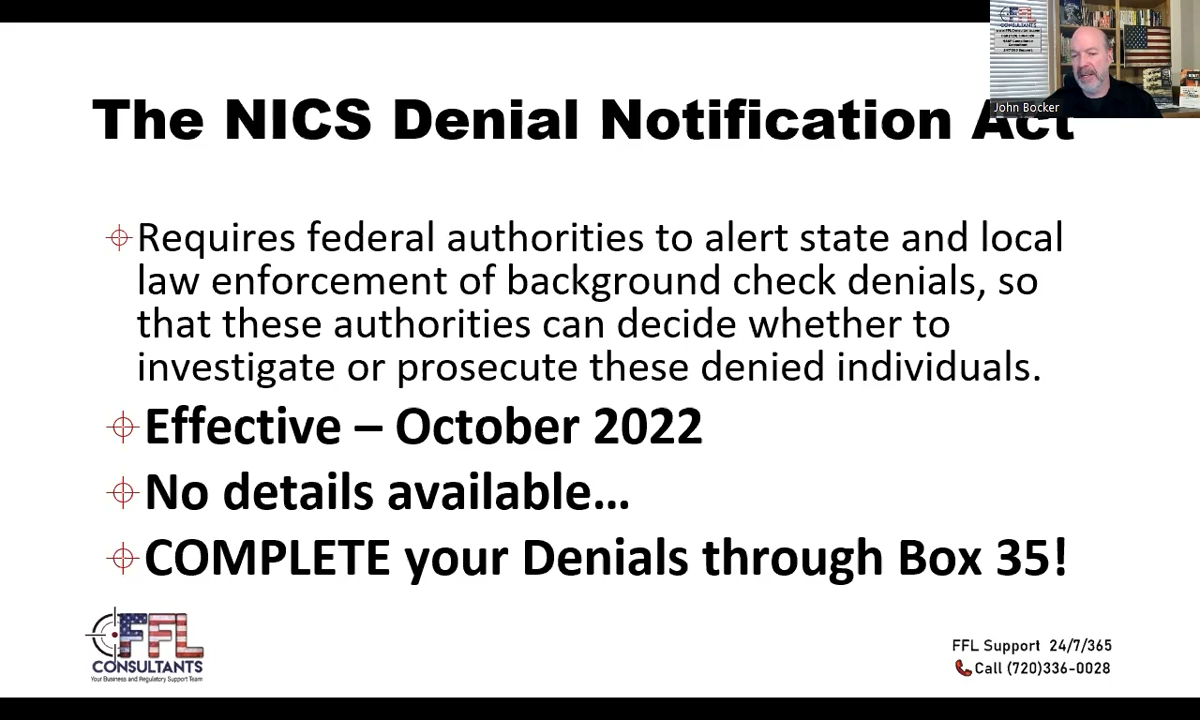 FFL
CONSULTANTS
John Bocker
The NICS Denial Notification Act
Requires federal authorities to alert state and local
law enforcement of background check denials, so
that these authorities can decide whether to
investigate or prosecute these denied individuals.
Effective – October 2022
No details available...
COMPLETE your Denials through Box 35!
FFL
CONSULTANTS
Your Business and Regulatory Support Team
FFL Support 24/7/365
Call (720)336-0028